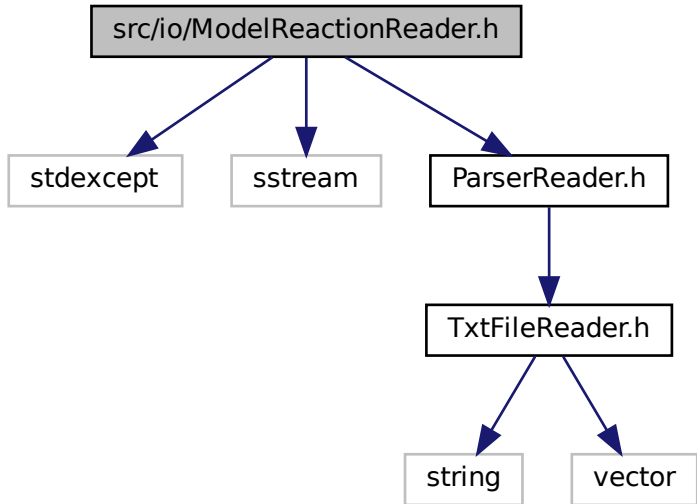 src/io/ModelReactionReader.h
stdexcept
sstream
ParserReader.h
TxtFileReader.h
string
vector